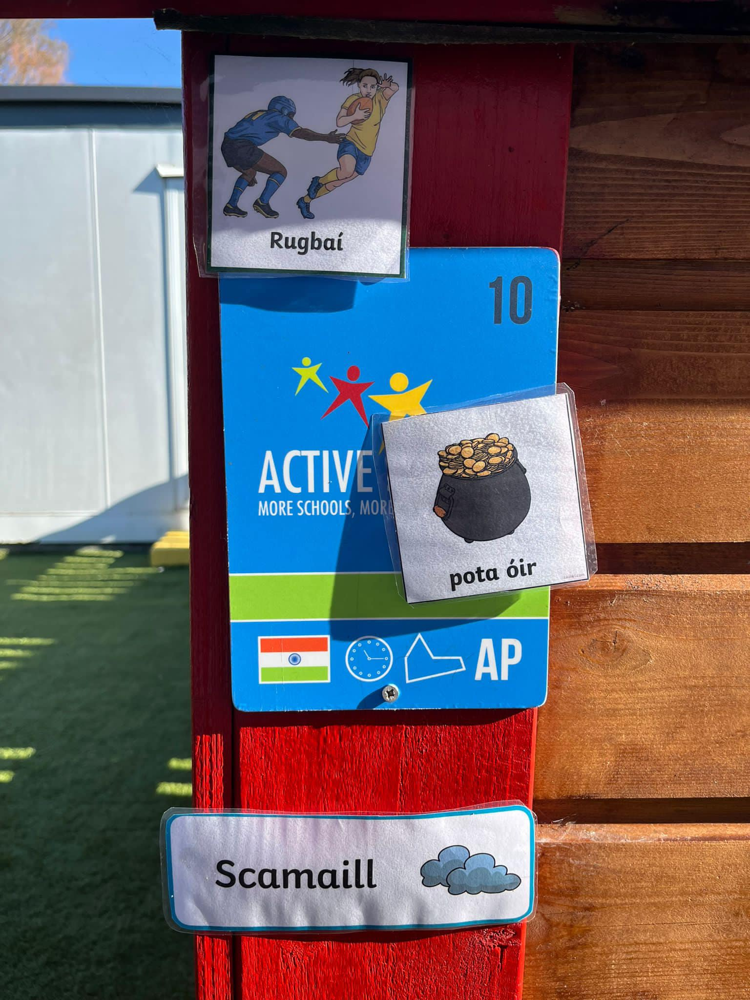 Rugbaí
10
ACTIVE
MORE SCHOOLS, MORE
pota óir
AP
Scamaill